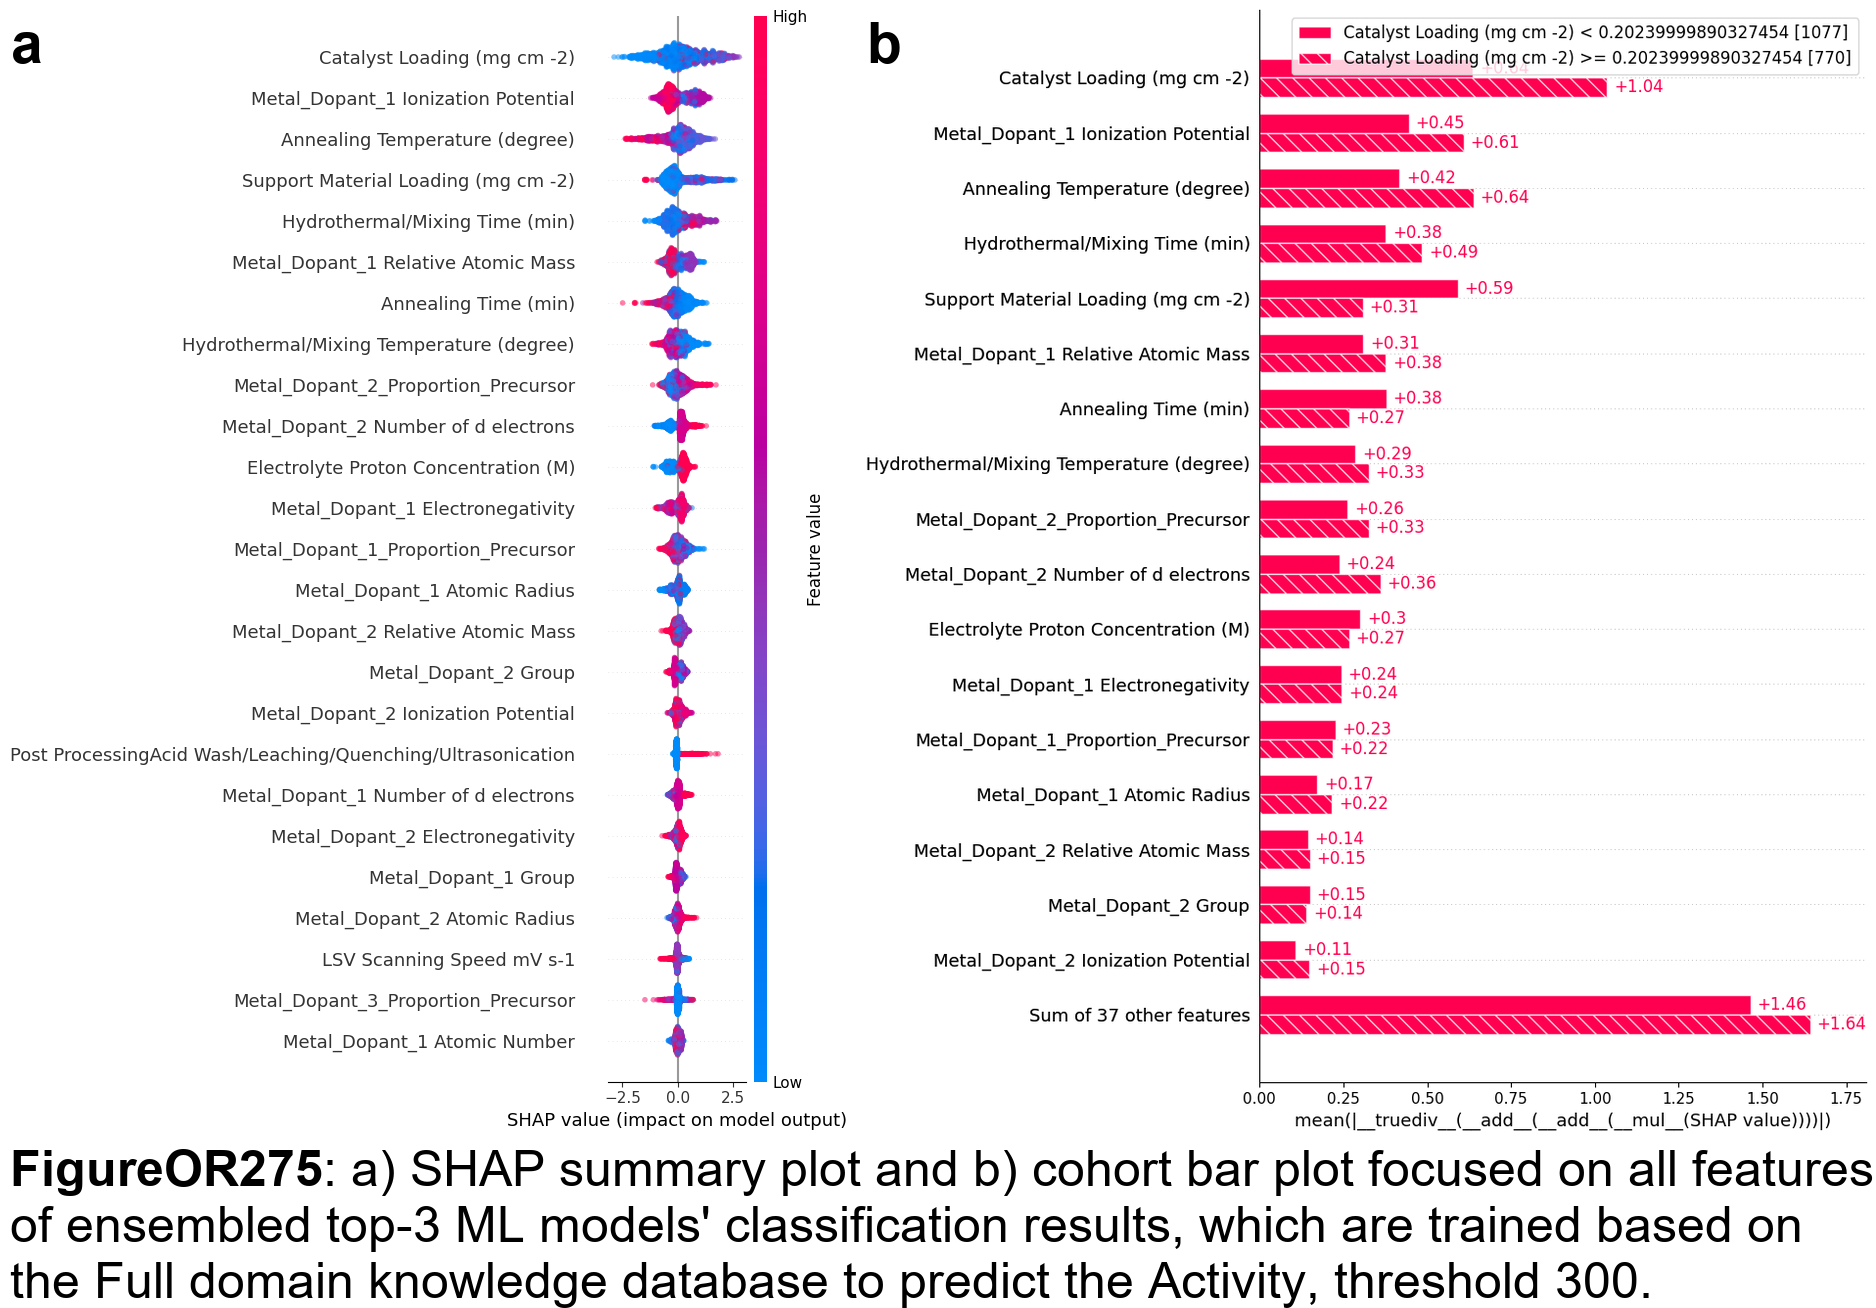 a
High
Catalyst Loading (mg cm -2)
Metal_Dopant_1 Ionization Potential
Annealing Temperature (degree)
Support Material Loading (mg cm -2)
Hydrothermal/Mixing Time (min)
Metal_Dopant_1 Relative Atomic Mass
Annealing Time (min)
Hydrothermal/Mixing Temperature (degree)
Metal_Dopant_2_Proportion_Precursor
Metal_Dopant_2 Number of d electrons
Electrolyte Proton Concentration (M)
Metal_Dopant_1 Electronegativity
Metal_Dopant_1_Proportion_Precursor
Metal_Dopant_1 Atomic Radius
Metal_Dopant_2 Relative Atomic Mass
Metal_Dopant_2 Group
Metal_Dopant_2 Ionization Potential
Post ProcessingAcid Wash/Leaching/Quenching/Ultrasonication
Metal_Dopant_1 Number of d electrons
Metal_Dopant_2 Electronegativity
Metal_Dopant_1 Group
Metal_Dopant_2 Atomic Radius
LSV Scanning Speed mV s-1
Metal_Dopant_3_Proportion_Precursor
Metal_Dopant_1 Atomic Number
Low
Feature value
−2.5 0.0 2.5
SHAP value (impact on model output)
b
Catalyst Loading (mg cm -2) < 0.20239999890327454 [1077]
Catalyst Loading (mg cm -2) >= 0.20239999890327454 [770]
+0.64
Catalyst Loading (mg cm -2)
+1.04
+0.45
Metal_Dopant_1 Ionization Potential
+0.61
+0.42
Annealing Temperature (degree)
+0.64
+0.38
Hydrothermal/Mixing Time (min)
+0.49
+0.59
Support Material Loading (mg cm -2)
+0.31
+0.31
Metal_Dopant_1 Relative Atomic Mass
+0.38
+0.38
Annealing Time (min)
+0.27
+0.29
Hydrothermal/Mixing Temperature (degree)
+0.33
+0.26
Metal_Dopant_2_Proportion_Precursor
+0.33
+0.24
Metal_Dopant_2 Number of d electrons
+0.36
+0.3
Electrolyte Proton Concentration (M)
+0.27
+0.24
Metal_Dopant_1 Electronegativity
+0.24
+0.23
Metal_Dopant_1_Proportion_Precursor
+0.22
+0.17
Metal_Dopant_1 Atomic Radius
+0.22
+0.14
Metal_Dopant_2 Relative Atomic Mass
+0.15
+0.15
Metal_Dopant_2 Group
+0.14
+0.11
Metal_Dopant_2 Ionization Potential
+0.15
+1.46
Sum of 37 other features
+1.64
0.00 0.25 0.50 0.75 1.00 1.25 1.50 1.75
mean(|__truediv__(__add__(__add__(__mul__(SHAP value))))|)
FigureOR275: a) SHAP summary plot and b) cohort bar plot focused on all features
of ensembled top-3 ML models' classification results, which are trained based on
the Full domain knowledge database to predict the Activity, threshold 300.